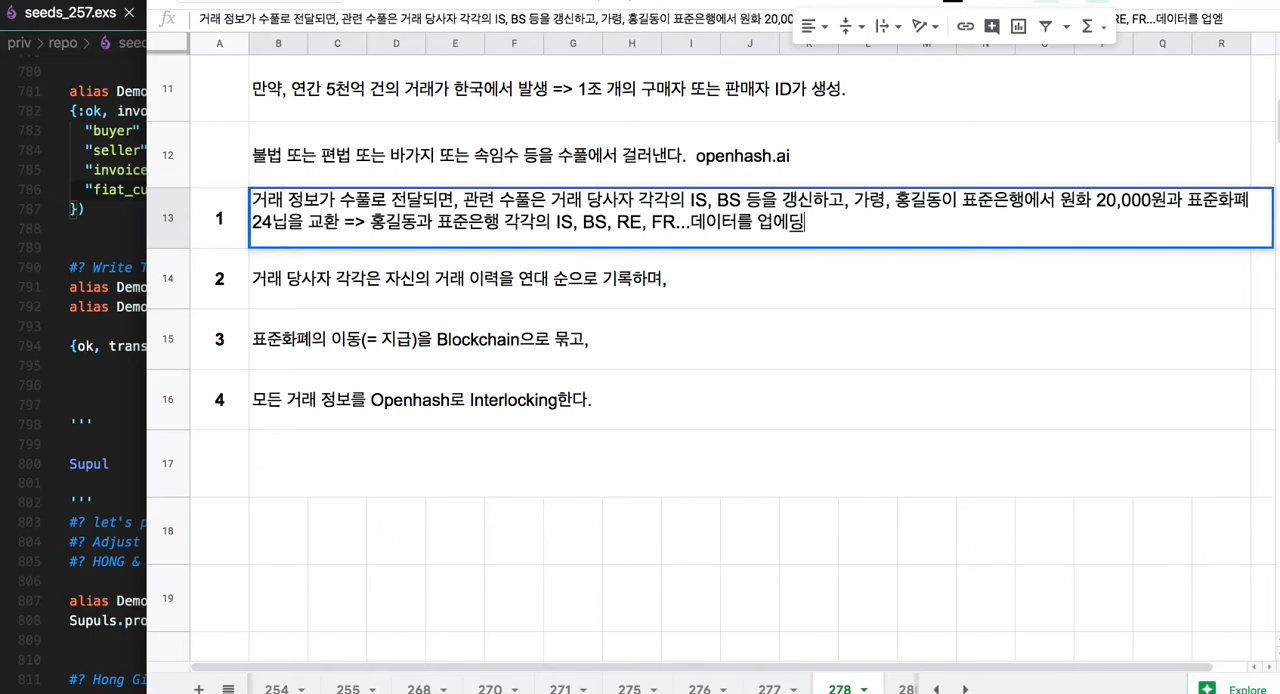 seeds_257.exs
priv > repo > seed
780
781 alias Demo
782 {:ok, invo
783 "buyer"
784 "seller"
785 "invoice
786 "fiat_cu
787 })
788
789
790 #? Write T
791 alias Demo
792 alias Demo
793
794 {ok, trans
795
796
797
798 '''
799
800 Supul
801
802 '''
803 #? let's p
804 #? Adjust
805 #? HONG &
806
807 alias Demo
808 Supuls.pro
809
810
811 #? Hong Gi
fx 거래 정보가 수풀로 전달되면, 관련 수풀은 거래 당사자 각각의 IS, BS 등을 갱신하고, 가령, 홍길동이 표준은행에서 원화 20,00
RE, FR...데이터를 업엗
A B C D E F G H I J Q R
11 만약, 연간 5천억 건의 거래가 한국에서 발생 => 1조 개의 구매자 또는 판매자 ID가 생성.
12 불법 또는 편법 또는 바가지 또는 속임수 등을 수풀에서 걸러낸다. openhash.ai
13 1 거래 정보가 수풀로 전달되면, 관련 수풀은 거래 당사자 각각의 IS, BS 등을 갱신하고, 가령, 홍길동이 표준은행에서 원화 20,000원과 표준화폐
24닙을 교환 => 홍길동과 표준은행 각각의 IS, BS, RE, FR...데이터를 업에딩
14 2 거래 당사자 각각은 자신의 거래 이력을 연대 순으로 기록하며,
15 3 표준화폐의 이동(= 지급)을 Blockchain으로 묶고,
16 4 모든 거래 정보를 Openhash로 Interlocking한다.
17
18
19
254 255 268 270 271 275 276 277 278 28
Explore